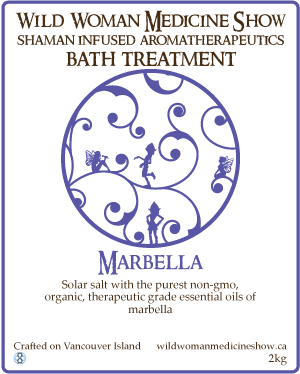 Wild Woman Medicine Show
Shaman Infused Aromatherapeutics
Bath Treatment
Marbella
Solar salt with the purest non-gmo,
organic, therapeutic grade essential oils of
marbella
Crafted on Vancouver Island wildwomanmedicineshow.ca
2kg